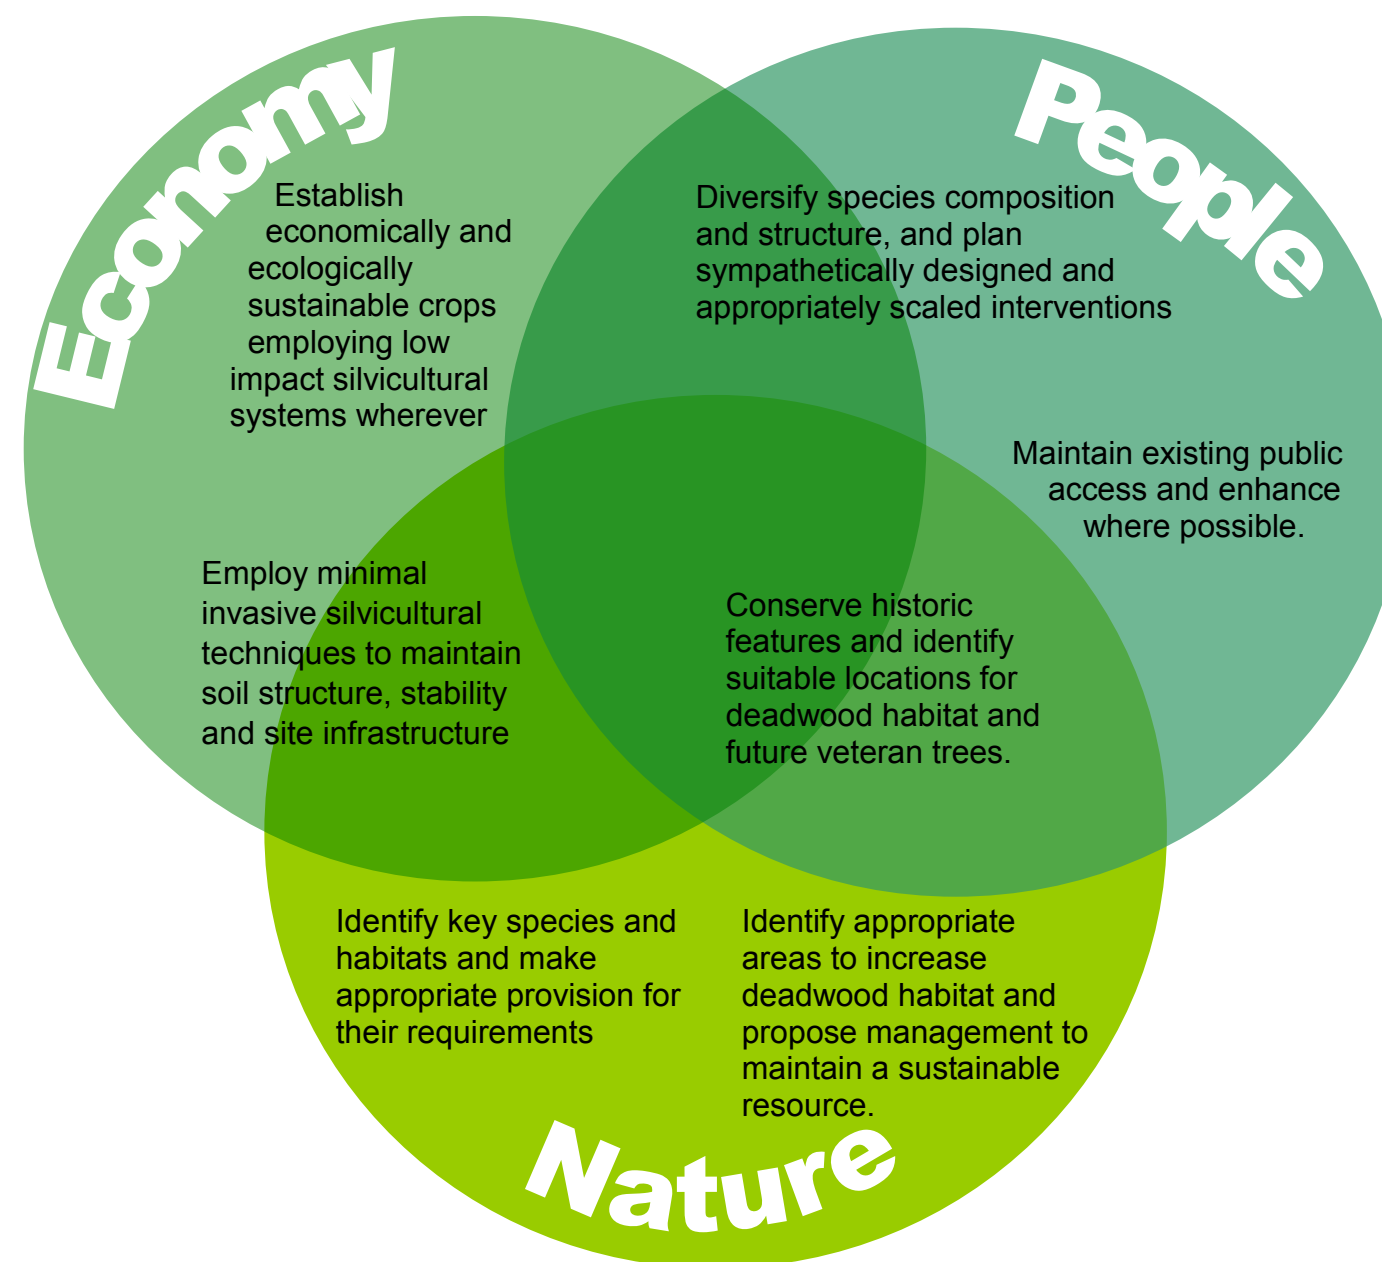 Economy
People
Establish
economically and
ecologically
sustainable crops
employing low
impact silvicultural
systems wherever
Diversify species composition
and structure, and plan
sympathetically designed and
appropriately scaled interventions
Maintain existing public
access and enhance
where possible.
Employ minimal
invasive silvicultural
techniques to maintain
soil structure, stability
and site infrastructure
Conserve historic
features and identify
suitable locations for
deadwood habitat and
future veteran trees.
Identify key species and
habitats and make
appropriate provision for
their requirements
Identify appropriate
areas to increase
deadwood habitat and
propose management to
maintain a sustainable
resource.
Nature